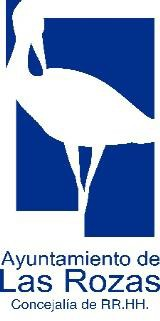 Ayuntamiento de
Las Rozas
Concejalía de RR.HH.